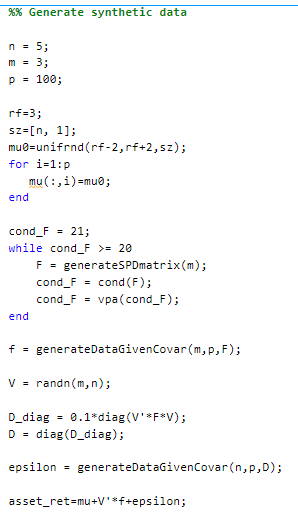 %% Generate synthetic data
n = 5;
m = 3;
p = 100;
rf=3;
sz=[n, 1];
mu0=unifrnd(rf-2,rf+2,sz);
for i=1:p
mu(:,i)=mu0;
end
cond_F = 21;
while cond_F >= 20
F = generateSPDmatrix(m);
cond_F = cond(F);
cond_F = vpa(cond_F);
end
f = generateDataGivenCovar(m,p,F);
V = randn(m,n);
D_diag = 0.1*diag(V'*F*V);
D = diag(D_diag);
epsilon = generateDataGivenCovar(n,p,D);
asset_ret=mu+V'*f+epsilon;